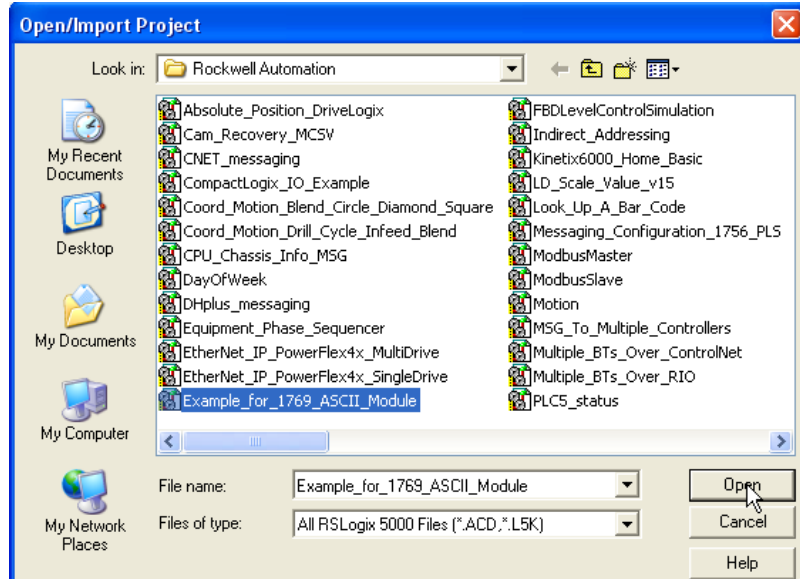 Open/Import Project
Look in: Rockwell Automation
My Recent
Documents
Desktop
My Documents
My Computer
My Network
Places
Absolute_Position_DriveLogix
Cam_Recovery_MCSV
CNET_messaging
CompactLogix_IO_Example
Coord_Motion_Blend_Circle_Diamond_Square
Coord_Motion_Drill_Cycle_Infeed_Blend
CPU_Chassis_Info_MSG
DayOfWeek
DHplus_messaging
Equipment_Phase_Sequencer
EtherNet_IP_PowerFlex4x_MultiDrive
EtherNet_IP_PowerFlex4x_SingleDrive
Example_for_1769_ASCII_Module
FBDLevelControlSimulation
Indirect_Addressing
Kinetix6000_Home_Basic
LD_Scale_Value_v15
Look_Up_A_Bar_Code
Messaging_Configuration_1756_PLS
ModbusMaster
ModbusSlave
Motion
MSG_To_Multiple_Controllers
Multiple_BTs_Over_ControlNet
Multiple_BTs_Over_RIO
PLC5_status
File name: Example_for_1769_ASCII_Module Open
Files of type: All RSLogix 5000 Files (*.ACD,*.L5K) Cancel
Help